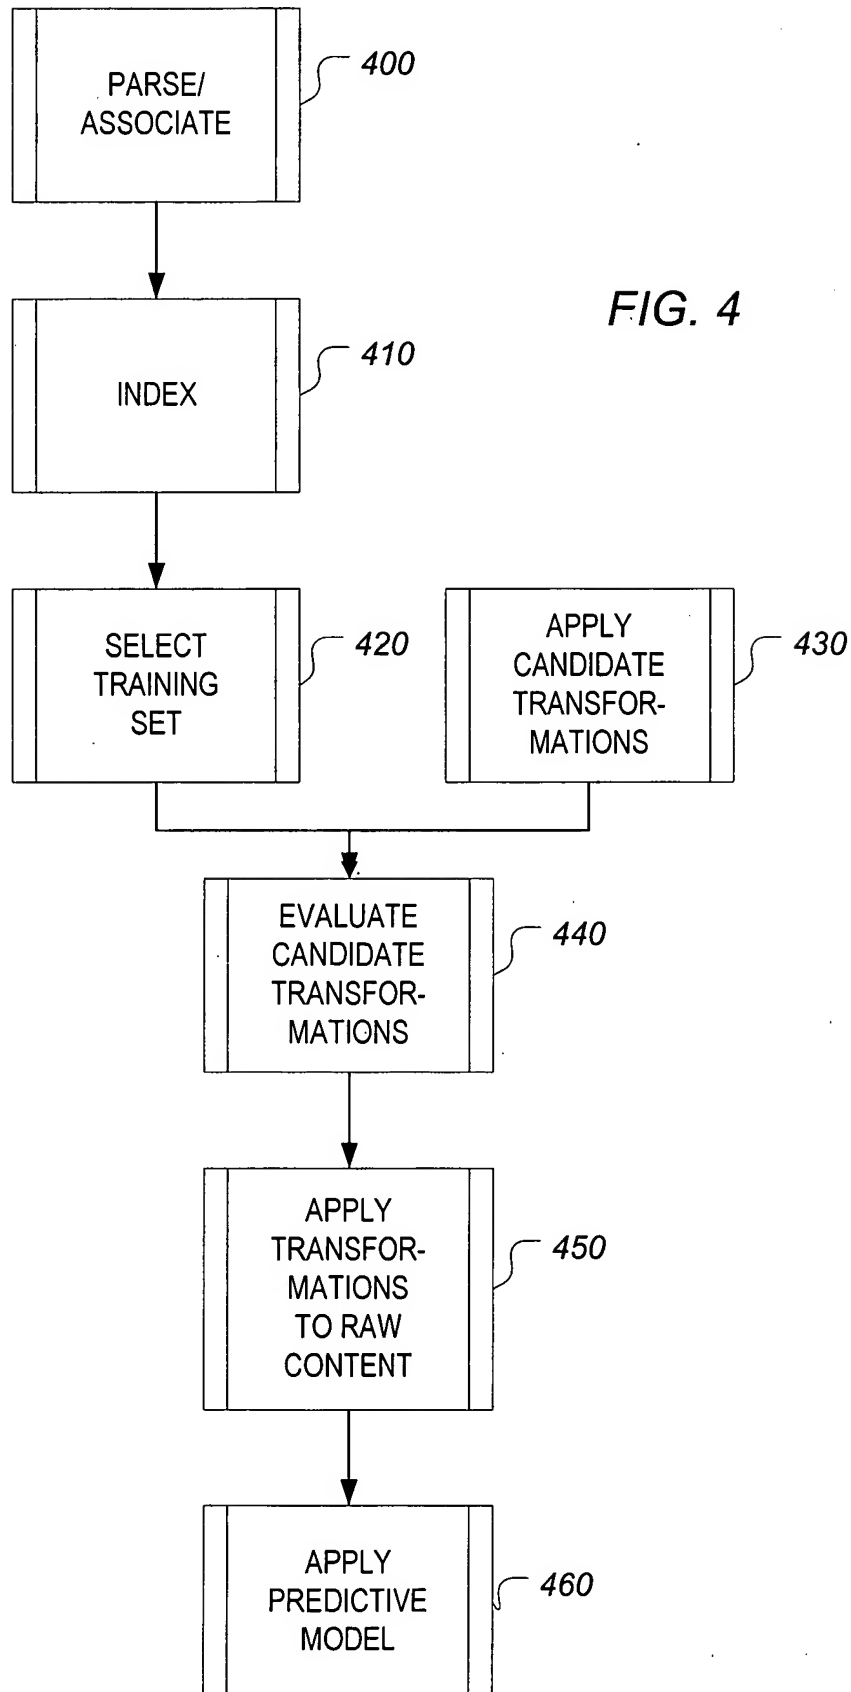 PARSE/
ASSOCIATE
400
FIG. 4
INDEX
410
SELECT
TRAINING
SET
420
APPLY
CANDIDATE
TRANSFOR-
MATIONS
430
EVALUATE
CANDIDATE
TRANSFOR-
MATIONS
440
APPLY
TRANSFOR-
MATIONS
TO RAW
CONTENT
450
APPLY
PREDICTIVE
MODEL
460